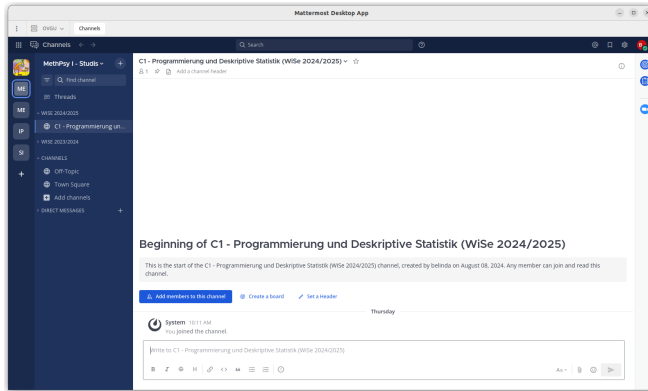 Mattermost Desktop App
OVGU
Channels
Channels
Search
MethPsy I - Studis
Find channel
Threads
WISE 2024/2025
C1 - Programmierung un...
WISE 2023/2024
CHANNELS
Off-Topic
Town Square
Add channels
DIRECT MESSAGES
ME
ME
IP
SI
C1 - Programmierung und Deskriptive Statistik (WiSe 2024/2025)
1
Add a channel header
Beginning of C1 - Programmierung und Deskriptive Statistik (WiSe 2024/2025)
This is the start of the C1 - Programmierung und Deskriptive Statistik (WiSe 2024/2025) channel, created by belinda on August 08, 2024. Any member can join and read this
channel.
Add members to this channel
Create a board
Set a Header
Thursday
System 10:11 AM
You joined the channel.
Write to C1 - Programmierung und Deskriptive Statistik (WiSe 2024/2025)
B I S H
Aa